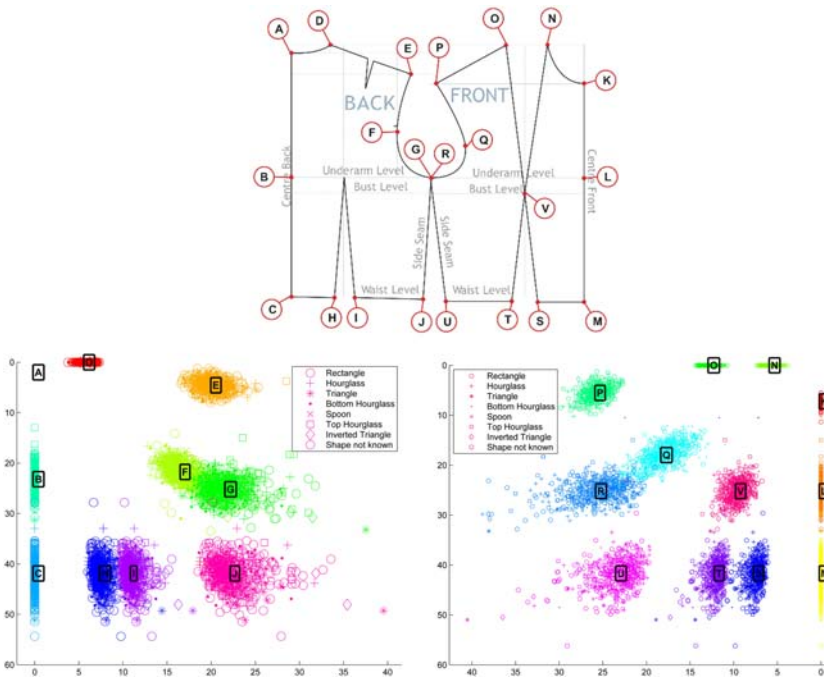 A D E P O N K
BACK FRONT
F G R Q
B Underarm Level Underarm Level L
Bust Level Bust Level
V
Centre Back Side Seam Side Seam Centre Front
Waist Level Waist Level
C H I J U T S M
0
10
20
30
40
50
60
0 5 10 15 20 25 30 35 40
A
E
F
B
G
C
I
Rectangle
Hourglass
Triangle
Bottom Hourglass
Spoon
Top Hourglass
Inverted Triangle
Shape not known
0
10
20
30
40
50
60
40 35 30 25 20 15 10 5 0
Rectangle
Hourglass
Triangle
Bottom Hourglass
Spoon
Top Hourglass
Inverted Triangle
Shape not known
O N
P
Q
R V